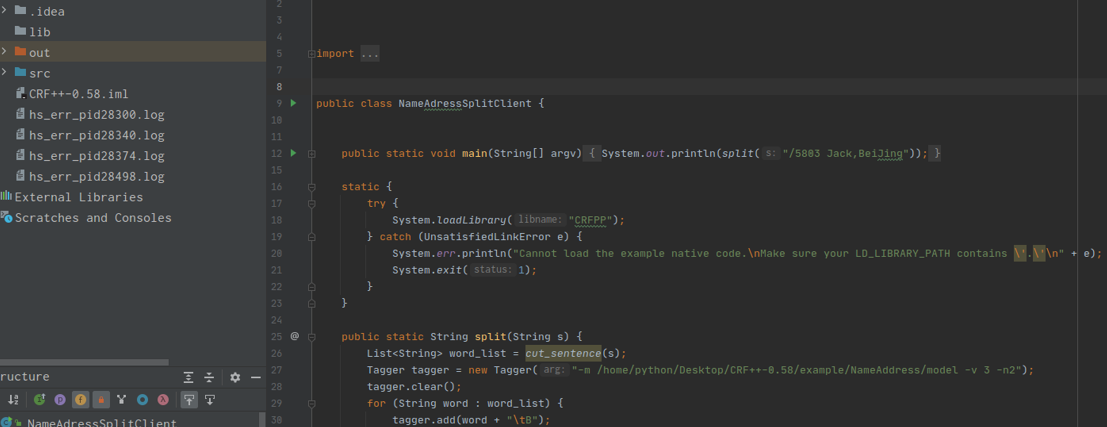 .idea
lib
out
src
CRF++-0.58.iml
hs_err_pid28300.log
hs_err_pid28340.log
hs_err_pid28374.log
hs_err_pid28498.log
External Libraries
Scratches and Consoles
ructure
NameAdressSplitClient
2
3
4
5 import ...
7
8
9 public class NameAdressSplitClient {
10
11
12 public static void main(String[] argv) { System.out.println(split( s: "/5803 Jack,BeiJing")); }
15
16 static {
17 try {
18 System.loadLibrary( libname: "CRFPP");
19 } catch (UnsatisfiedLinkError e) {
20 System.err.println("Cannot load the example native code.\nMake sure your LD_LIBRARY_PATH contains \'.\'\n" + e);
21 System.exit( status: 1);
22 }
23 }
24
25 @ public static String split(String s) {
26 List<String> word_list = cut_sentence(s);
27 Tagger tagger = new Tagger( arg: "-m /home/python/Desktop/CRF++-0.58/example/NameAddress/model -v 3 -n2");
28 tagger.clear();
29 for (String word : word_list) {
30 tagger.add(word + "\tB");